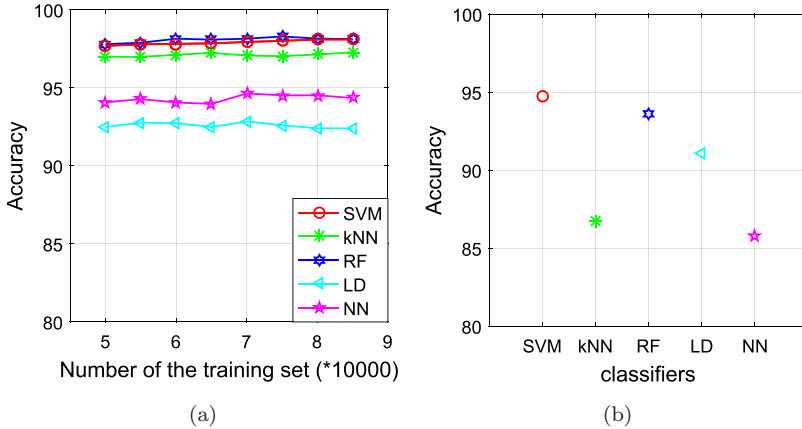 100
95
90
85
80
Accuracy
SVM
kNN
RF
LD
NN
5 6 7 8 9
Number of the training set (*10000)
(a)
100
95
90
85
80
Accuracy
SVM kNN RF LD NN
classifiers
(b)